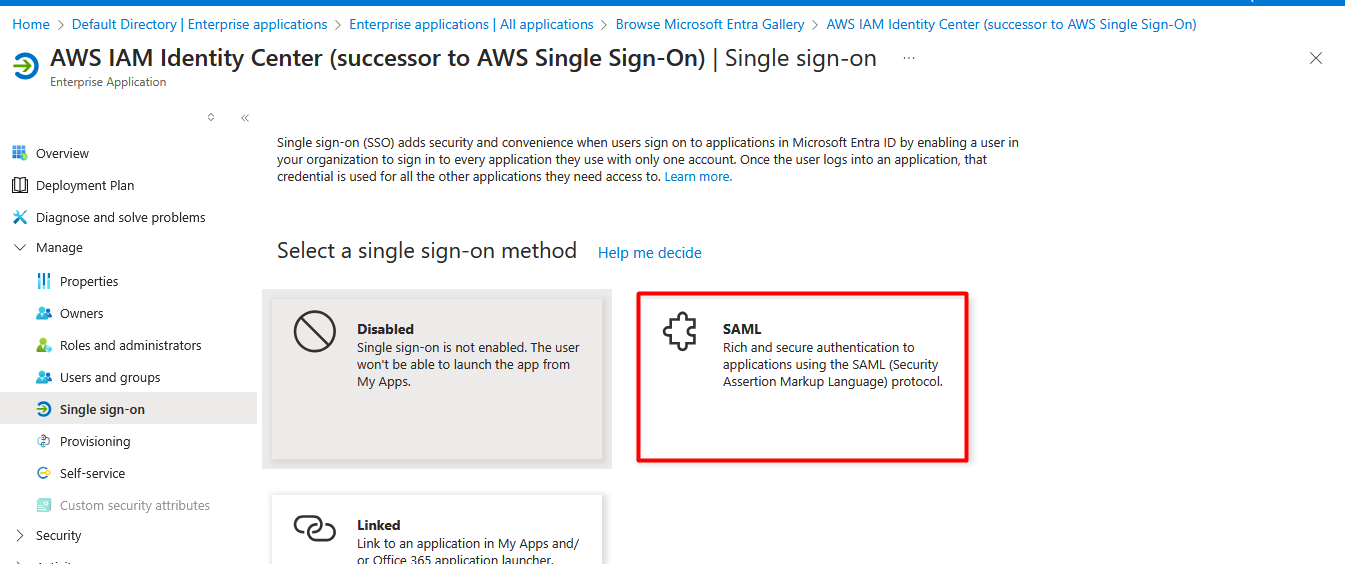 Home > Default Directory | Enterprise applications > Enterprise applications | All applications > Browse Microsoft Entra Gallery > AWS IAM Identity Center (successor to AWS Single Sign-On)
AWS IAM Identity Center (successor to AWS Single Sign-On) | Single sign-on ...
Enterprise Application
Overview
Deployment Plan
Diagnose and solve problems
Manage
Properties
Owners
Roles and administrators
Users and groups
Single sign-on
Provisioning
Self-service
Custom security attributes
Security
Single sign-on (SSO) adds security and convenience when users sign on to applications in Microsoft Entra ID by enabling a user in
your organization to sign in to every application they use with only one account. Once the user logs into an application, that
credential is used for all the other applications they need access to. Learn more.
Select a single sign-on method Help me decide
Disabled
Single sign-on is not enabled. The user
won't be able to launch the app from
My Apps.
SAML
Rich and secure authentication to
applications using the SAML (Security
Assertion Markup Language) protocol.
Linked
Link to an application in My Apps and/
or Office 365 application launcher.